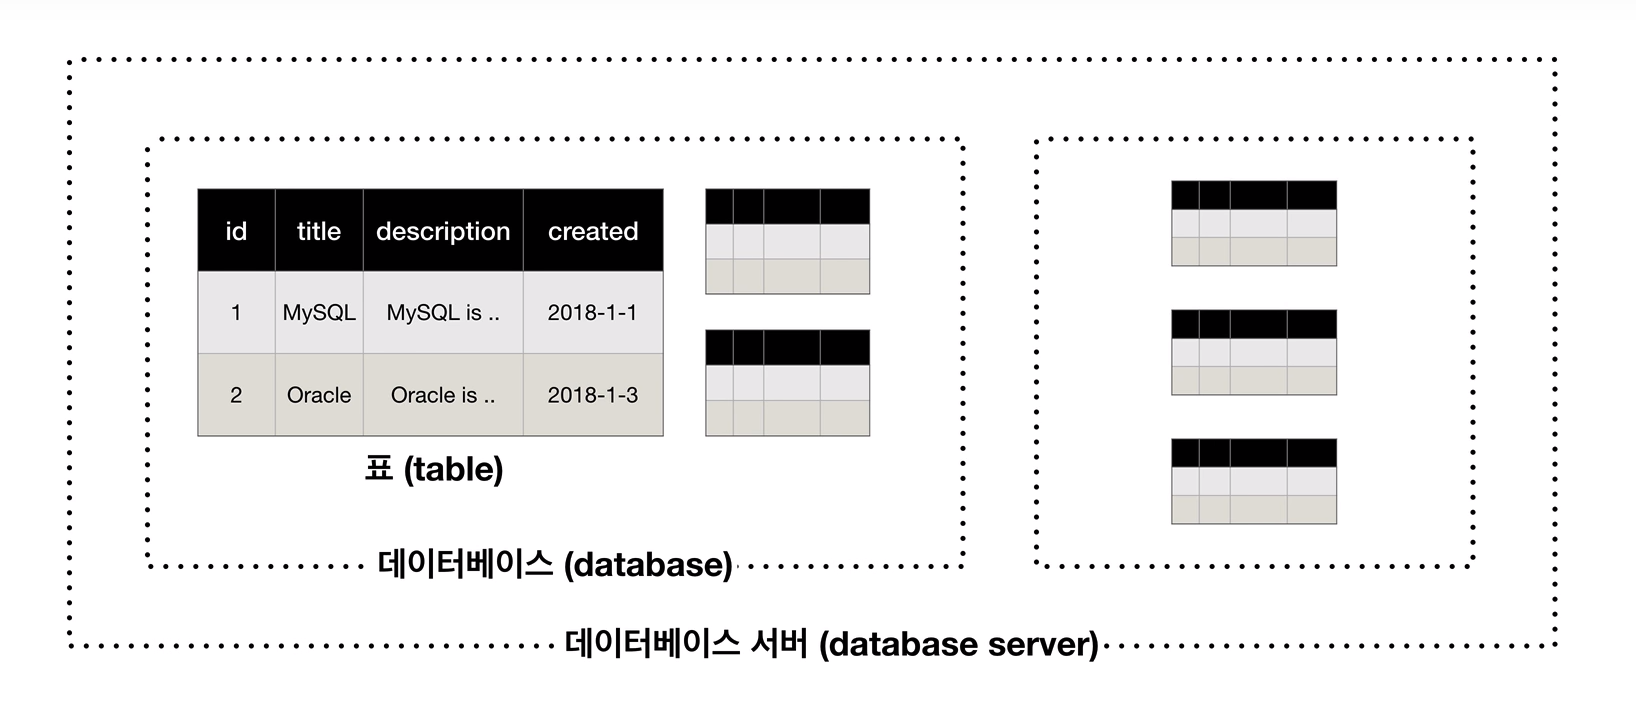 id title description created
1 MySQL MySQL is .. 2018-1-1
2 Oracle Oracle is .. 2018-1-3
표 (table)
데이터베이스 (database)
데이터베이스 서버 (database server)